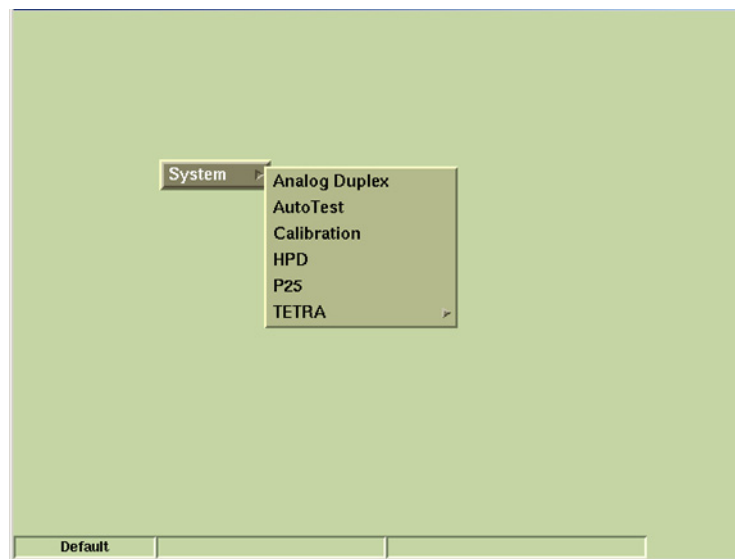 System
Analog Duplex
AutoTest
Calibration
HPD
P25
TETRA
Default